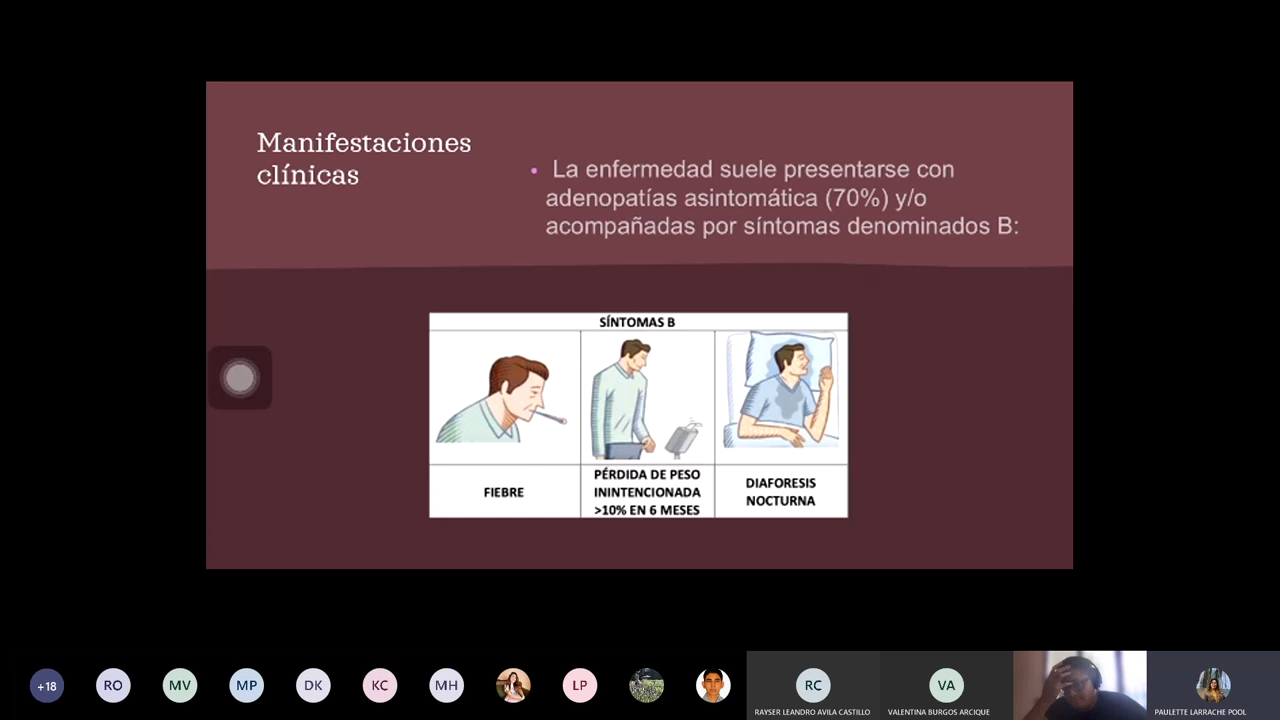 Manifestaciones
clínicas
• La enfermedad suele presentarse con
adenopatías asintomática (70%) y/o
acompañadas por síntomas denominados B:
SÍNTOMAS B
FIEBRE
PÉRDIDA DE PESO
ININTENCIONADA
>10% EN 6 MESES
DIAFORESIS
NOCTURNA
+18
RO
MV
MP
DK
KC
MH
LP
RC
VA
RAYSER LEANDRO AVILA CASTILLO
VALENTINA BURGOS ARCIQUE
PAULETTE LARRACHE POOL